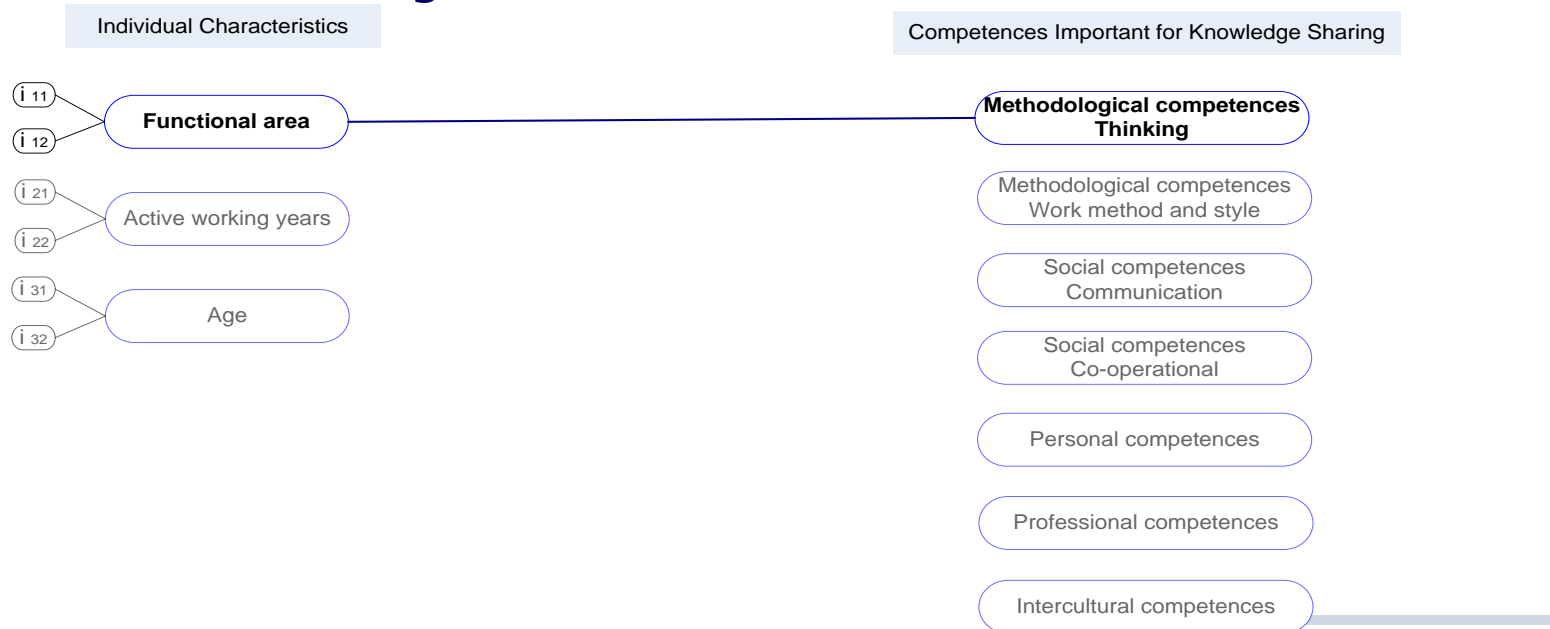 Individual Characteristics
Competences Important for Knowledge Sharing
i 11
i 12
Functional area
Methodological competences
Thinking
i 21
i 22
Active working years
Methodological competences
Work method and style
i 31
i 32
Age
Social competences
Communication
Social competences
Co-operational
Personal competences
Professional competences
Intercultural competences